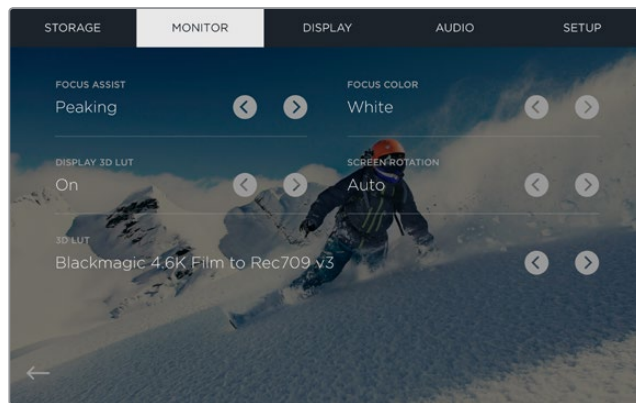 STORAGE MONITOR DISPLAY AUDIO SETUP
FOCUS ASSIST FOCUS COLOR
Peaking White
DISPLAY 3D LUT SCREEN ROTATION
On Auto
3D LUT
Blackmagic 4.6K Film to Rec709 v3